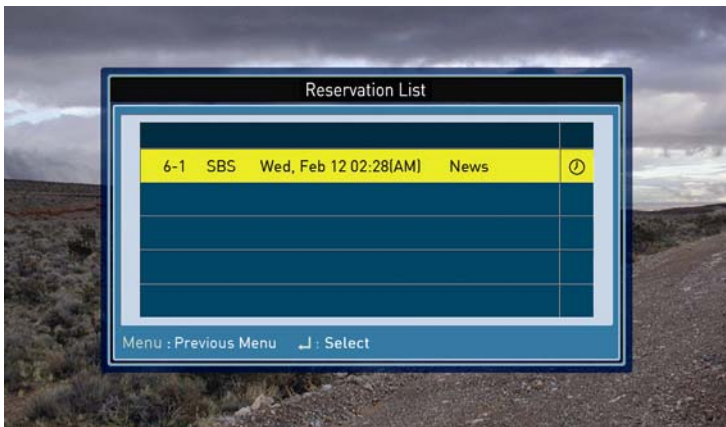 Reservation List
6-1 SBS Wed, Feb 12 02:28(AM) News
Menu : Previous Menu ↵ : Select